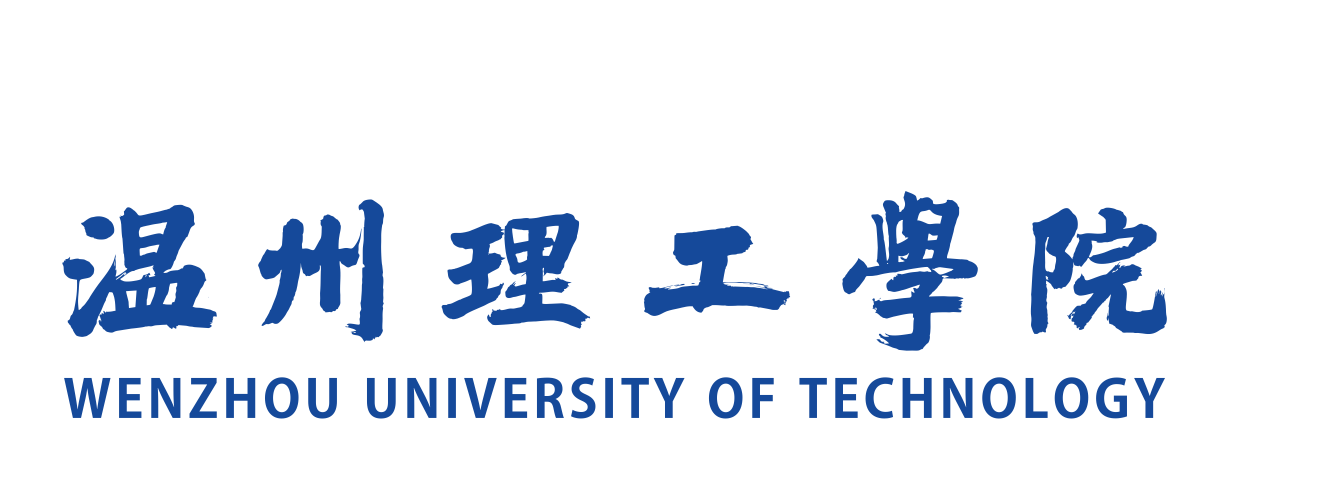 温州理工學院
WENZHOU UNIVERSITY OF TECHNOLOGY